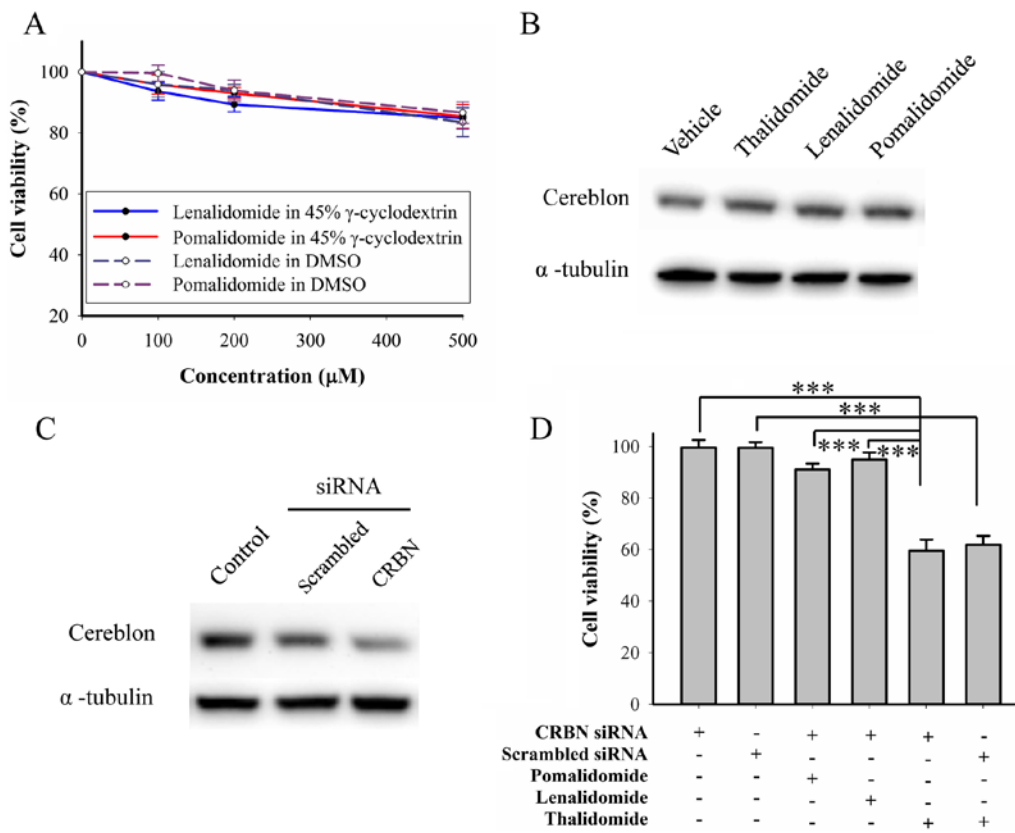 A
Cell viability (%)
100
80
60
40
20
0
100
200
300
400
500
Concentration (μM)
Lenalidomide in 45% γ-cyclodextrin
Pomalidomide in 45% γ-cyclodextrin
Lenalidomide in DMSO
Pomalidomide in DMSO
B
Vehicle
Thalidomide
Lenalidomide
Pomalidomide
Cereblon
α -tubulin
C
siRNA
Control
Scrambled
CRBN
Cereblon
α -tubulin
D
***
***
***
***
Cell viability (%)
100
80
60
40
20
0
CRBN siRNA + - + + + -
Scrambled siRNA - + - - - +
Pomalidomide - - + - - -
Lenalidomide - - - + - -
Thalidomide - - - - + +